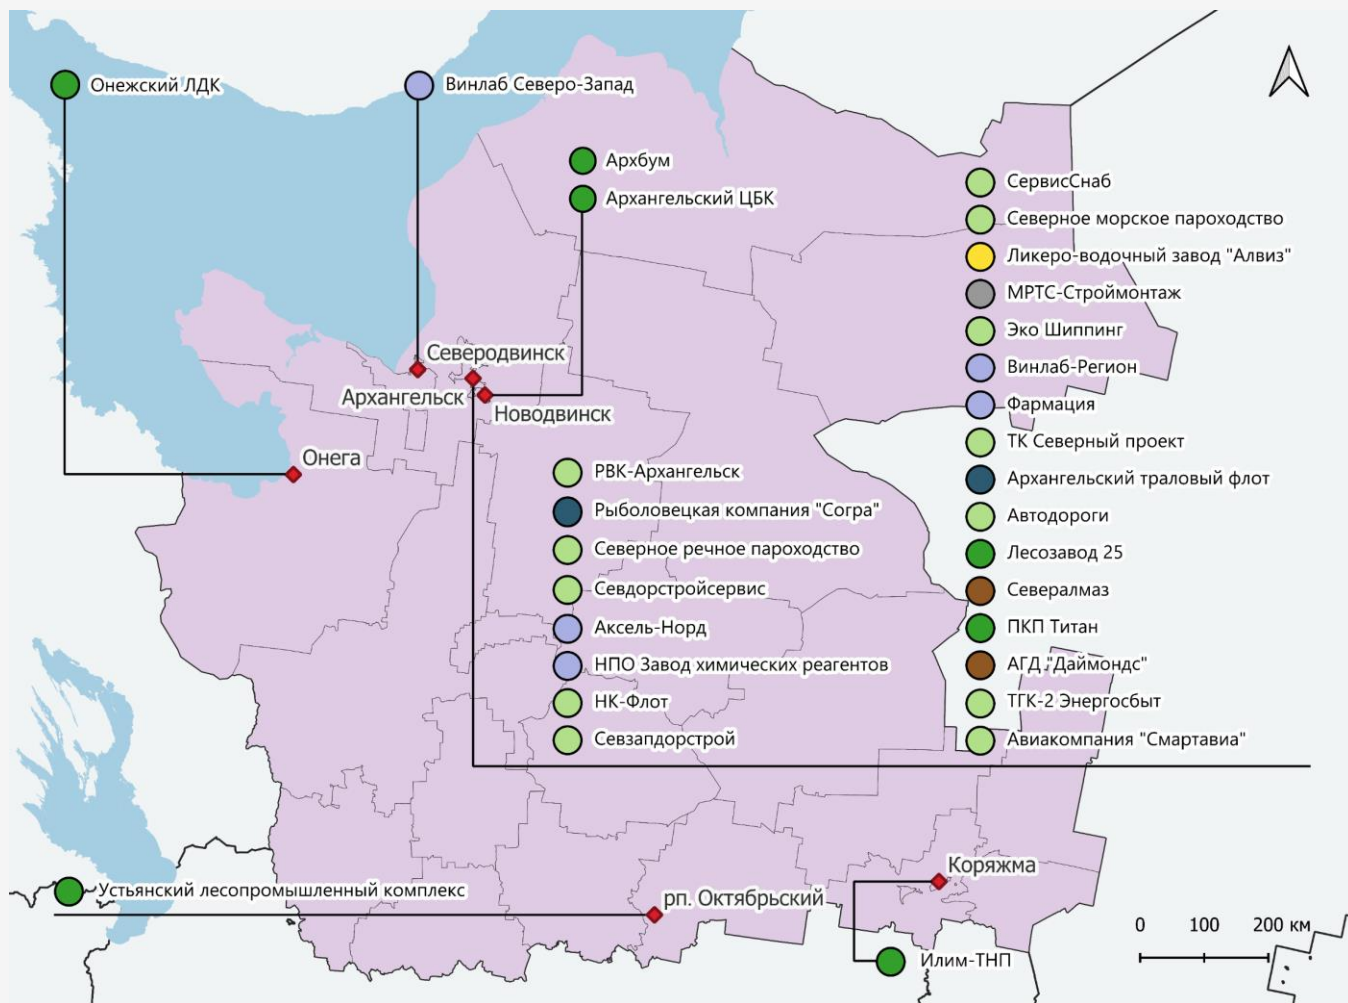 Онежский ЛДК
Винлаб Северо-Запад
Архбум
Архангельский ЦБК
СервисСнаб
Северное морское пароходство
Ликеро-водочный завод "Алвиз"
МРТС-Строймонтаж
Эко Шиппинг
Винлаб-Регион
Фармация
ТК Северный проект
Архангельский траловый флот
Автодороги
Лесозавод 25
Севералмаз
ПКП Титан
АГД "Даймондс"
ТГК-2 Энергосбыт
Авиакомпания "Смартавиа"
Северодвинск
Архангельск
Новодвинск
Онега
РВК-Архангельск
Рыболовецкая компания "Согра"
Северное речное пароходство
Севдорстройсервис
Аксель-Норд
НПО Завод химических реагентов
НК-Флот
Севзапдорстрой
Устьянский лесопромышленный комплекс
рп. Октябрьский
Коряжма
Илим-ТНП
0 100 200 км